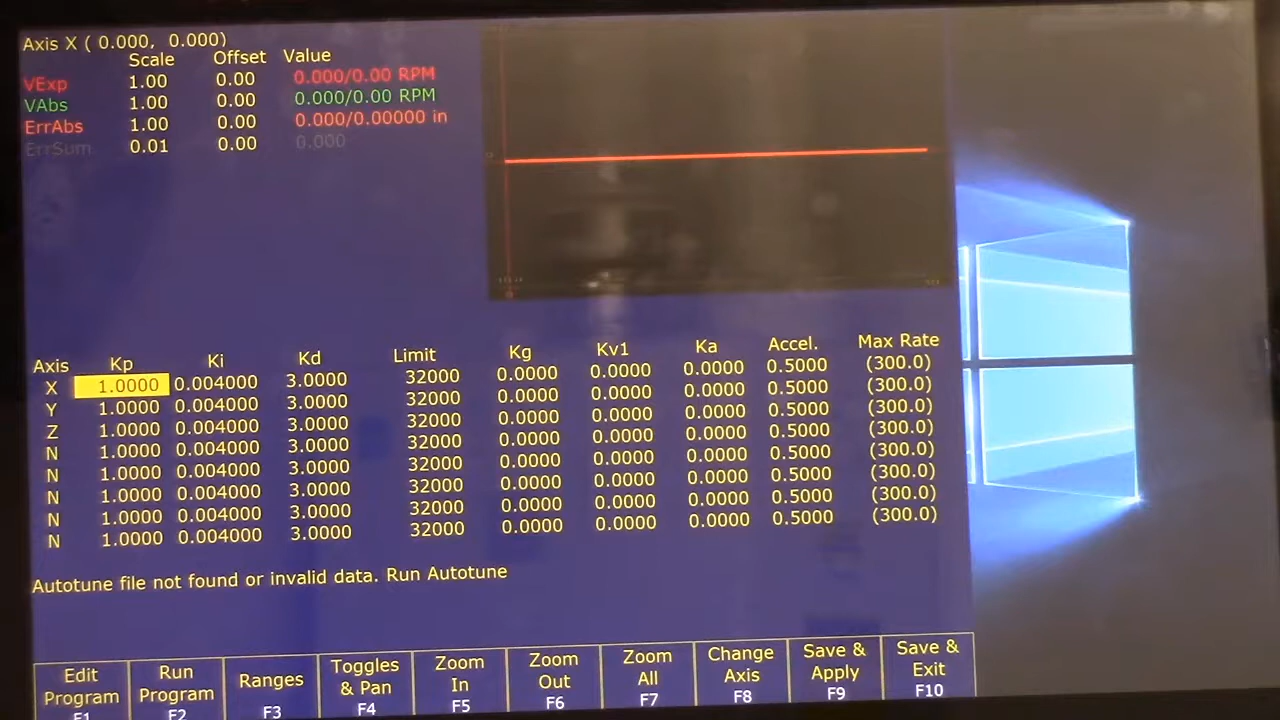 Axis X ( 0.000, 0.000)
Scale Offset Value
VExp 1.00 0.00 0.000/0.00 RPM
VAbs 1.00 0.00 0.000/0.00 RPM
ErrAbs 1.00 0.00 0.000/0.00000 in
ErrSum 0.01 0.00 0.000
Axis Kp Ki Kd Limit Kg Kv1 Ka Accel. Max Rate
X 1.0000 0.004000 3.0000 32000 0.0000 0.0000 0.0000 0.5000 (300.0)
Y 1.0000 0.004000 3.0000 32000 0.0000 0.0000 0.0000 0.5000 (300.0)
Z 1.0000 0.004000 3.0000 32000 0.0000 0.0000 0.0000 0.5000 (300.0)
N 1.0000 0.004000 3.0000 32000 0.0000 0.0000 0.0000 0.5000 (300.0)
N 1.0000 0.004000 3.0000 32000 0.0000 0.0000 0.0000 0.5000 (300.0)
N 1.0000 0.004000 3.0000 32000 0.0000 0.0000 0.0000 0.5000 (300.0)
N 1.0000 0.004000 3.0000 32000 0.0000 0.0000 0.0000 0.5000 (300.0)
N 1.0000 0.004000 3.0000 32000 0.0000 0.0000 0.0000 0.5000 (300.0)
Autotune file not found or invalid data. Run Autotune
Edit Program F1
Run Program F2
Ranges F3
Toggles & Pan F4
Zoom In F5
Zoom Out F6
Zoom All F7
Change Axis F8
Save & Apply F9
Save & Exit F10